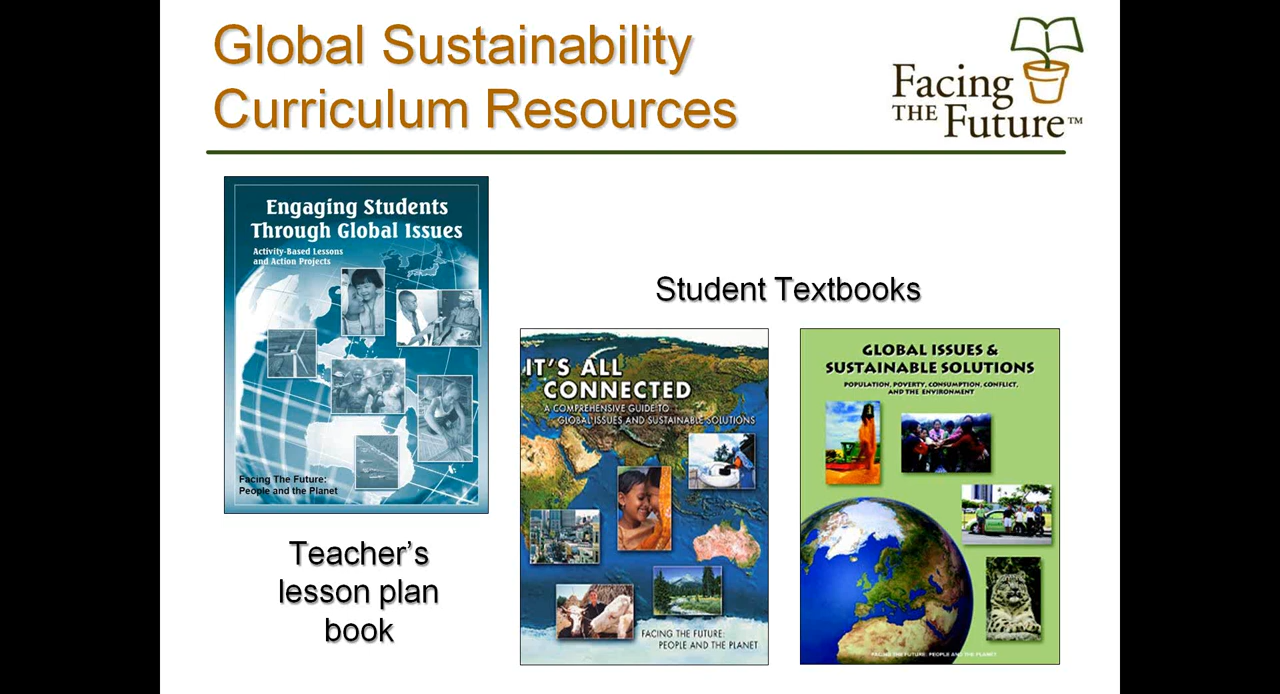 Global Sustainability
Curriculum Resources
Facing
THE Future™
Engaging Students
Through Global Issues
Activity-Based Lessons
and Action Projects
Facing The Future:
People and the Planet
Teacher’s
lesson plan
book
Student Textbooks
IT'S ALL
CONNECTED
A COMPREHENSIVE GUIDE TO
GLOBAL ISSUES AND SUSTAINABLE SOLUTIONS
FACING THE FUTURE:
PEOPLE AND THE PLANET
GLOBAL ISSUES &
SUSTAINABLE SOLUTIONS
POPULATION, POVERTY, CONSUMPTION, CONFLICT,
AND THE ENVIRONMENT
FACING THE FUTURE: PEOPLE AND THE PLANET